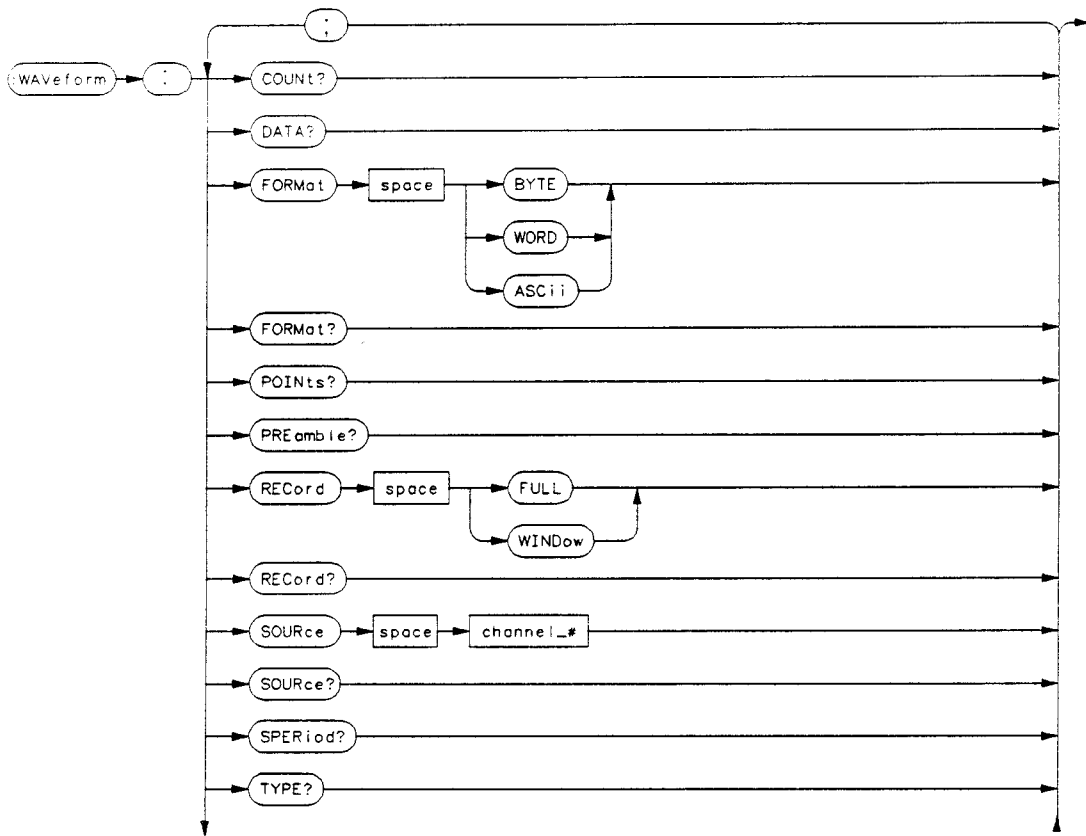 ;
:WAVeform : COUNt?
DATA?
FORMat space BYTE
WORD
ASCii
FORMat?
POINts?
PREamble?
RECord space FULL
WINDow
RECord?
SOURce space channel_#
SOURce?
SPERiod?
TYPE?